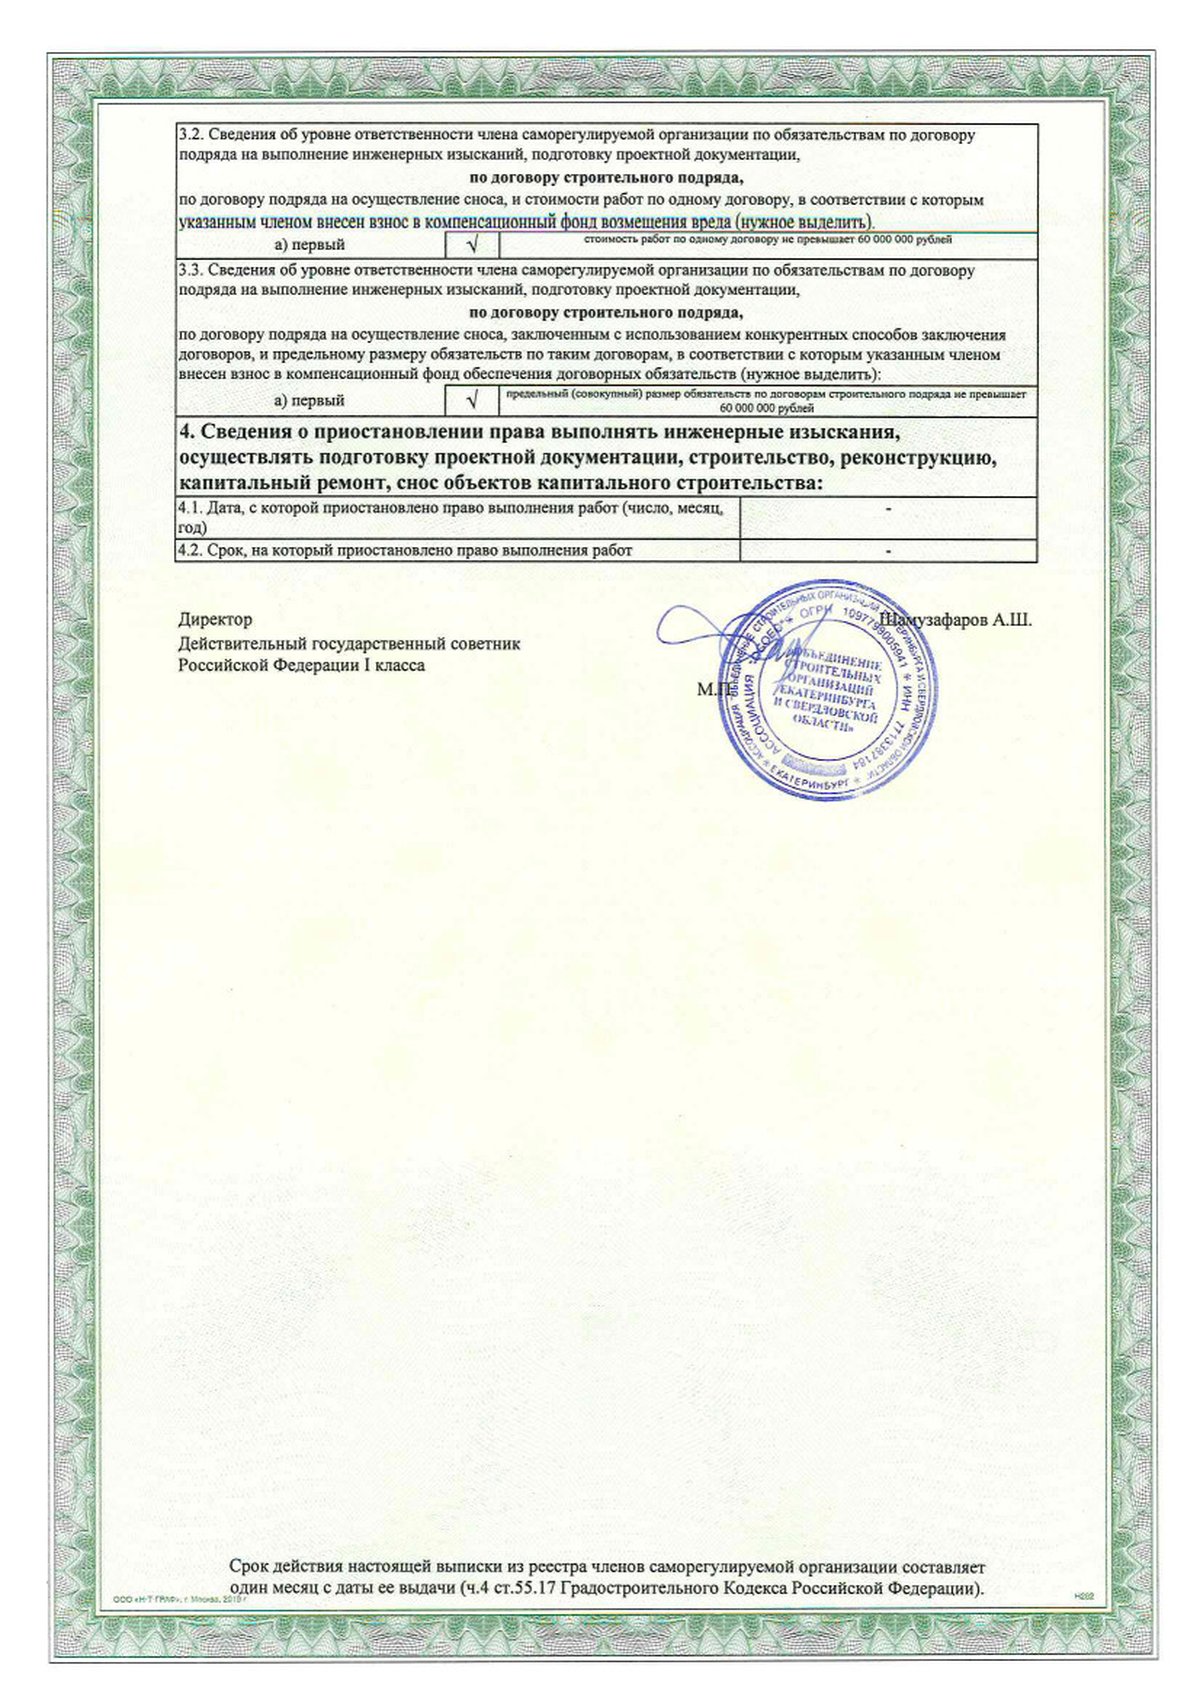 3.2. Сведения об уровне ответственности члена саморегулируемой организации по обязательствам по договору
подряда на выполнение инженерных изысканий, подготовку проектной документации,
по договору строительного подряда,
по договору подряда на осуществление сноса, и стоимости работ по одному договору, в соответствии с которым
указанным членом внесен взнос в компенсационный фонд возмещения вреда (нужное выделить).
а) первый √ стоимость работ по одному договору не превышает 60 000 000 рублей
3.3. Сведения об уровне ответственности члена саморегулируемой организации по обязательствам по договору
подряда на выполнение инженерных изысканий, подготовку проектной документации,
по договору строительного подряда,
по договору подряда на осуществление сноса, заключенным с использованием конкурентных способов заключения
договоров, и предельному размеру обязательств по таким договорам, в соответствии с которым указанным членом
внесен взнос в компенсационный фонд обеспечения договорных обязательств (нужное выделить):
а) первый √ предельный (совокупный) размер обязательств по договорам строительного подряда не превышает
60 000 000 рублей
4. Сведения о приостановлении права выполнять инженерные изыскания,
осуществлять подготовку проектной документации, строительство, реконструкцию,
капитальный ремонт, снос объектов капитального строительства:
4.1. Дата, с которой приостановлено право выполнения работ (число, месяц, -
год)
4.2. Срок, на который приостановлено право выполнения работ -
Директор Шамузафаров А.Ш.
Действительный государственный советник
Российской Федерации I класса
М.П.
АССОЦИАЦИЯ "ОБЪЕДИНЕНИЕ СТРОИТЕЛЬНЫХ ОРГАНИЗАЦИЙ ЕКАТЕРИНБУРГА И СВЕРДЛОВСКОЙ ОБЛАСТИ"
* ЕКАТЕРИНБУРГ *
АССОЦИАЦИЯ * ОГРН 1097799005941 * ИНН 7713387184
ОБЪЕДИНЕНИЕ
СТРОИТЕЛЬНЫХ
ОРГАНИЗАЦИЙ
ЕКАТЕРИНБУРГА
И СВЕРДЛОВСКОЙ
ОБЛАСТИ»
Срок действия настоящей выписки из реестра членов саморегулируемой организации составляет
один месяц с даты ее выдачи (ч.4 ст.55.17 Градостроительного Кодекса Российской Федерации).
ООО «Н-Т ГРАФ», г. Москва, 2019 г. Н202